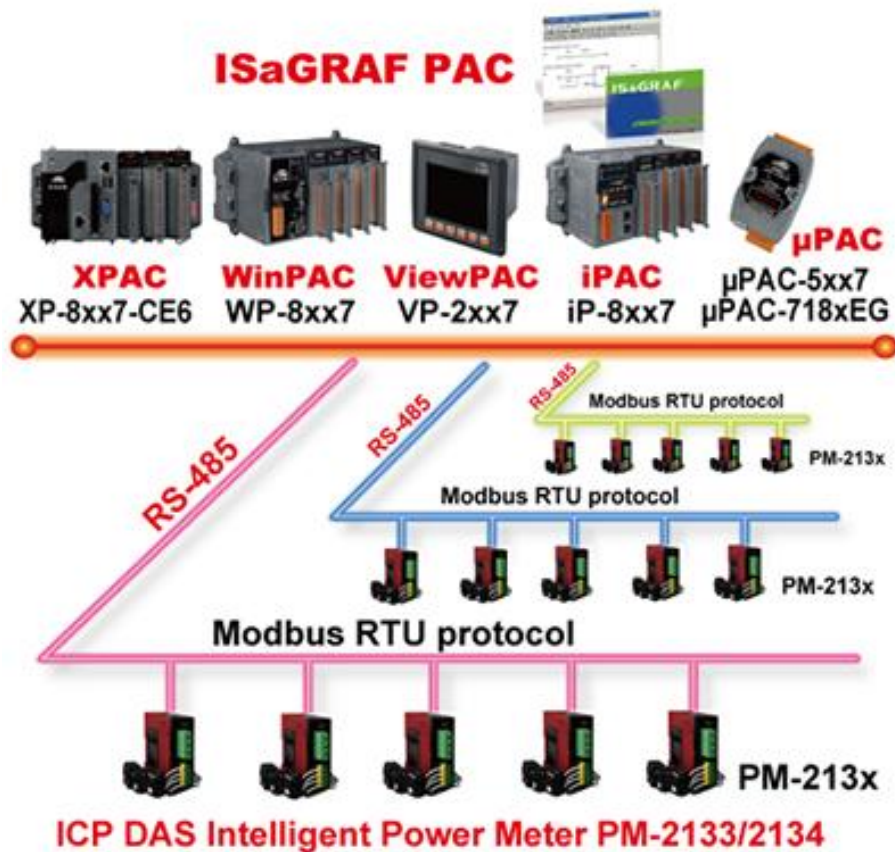 ISaGRAF PAC
ISaGRAF
XPAC
XP-8xx7-CE6
WinPAC
WP-8xx7
ViewPAC
VP-2xx7
iPAC
iP-8xx7
µPAC
µPAC-5xx7
µPAC-718xEG
RS-485
Modbus RTU protocol
PM-213x
RS-485
Modbus RTU protocol
PM-213x
RS-485
Modbus RTU protocol
PM-213x
ICP DAS Intelligent Power Meter PM-2133/2134